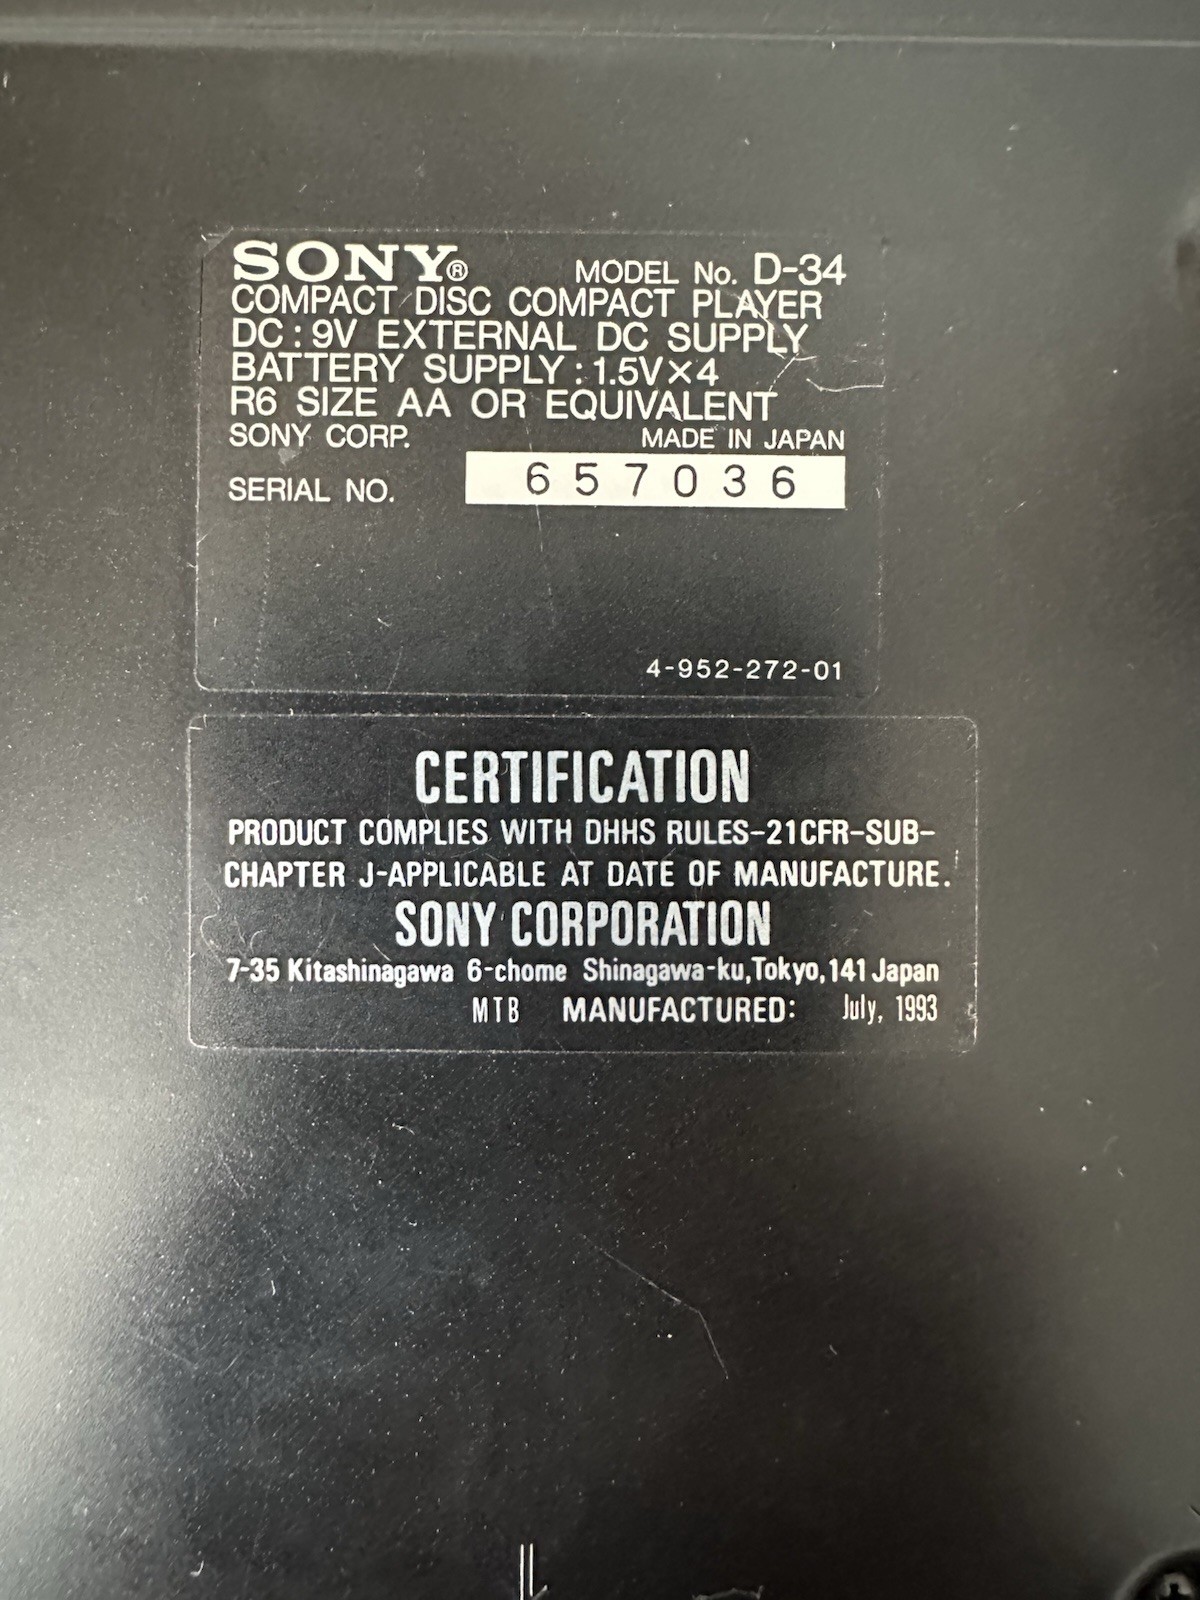 SONY® MODEL No. D-34
COMPACT DISC COMPACT PLAYER
DC : 9V EXTERNAL DC SUPPLY
BATTERY SUPPLY : 1.5V×4
R6 SIZE AA OR EQUIVALENT
SONY CORP. MADE IN JAPAN
SERIAL NO. 657036
4-952-272-01
CERTIFICATION
PRODUCT COMPLIES WITH DHHS RULES-21CFR-SUB-
CHAPTER J-APPLICABLE AT DATE OF MANUFACTURE.
SONY CORPORATION
7-35 Kitashinagawa 6-chome Shinagawa-ku,Tokyo,141 Japan
MTB MANUFACTURED: July, 1993